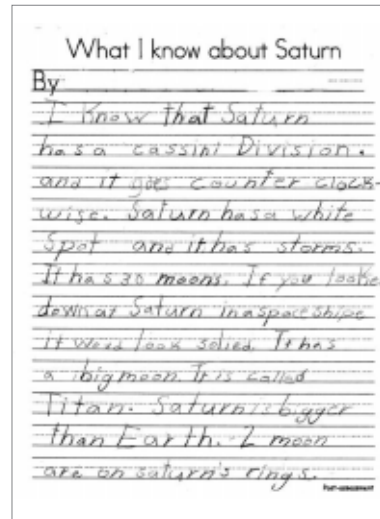 What I know about Saturn
By
I Know that Saturn
has a cassini Division.
and it goes counter clock-
wise. Saturn has a white
Spot and it has storms.
It has 30 moons. If you looke
down at Saturn in a space shipe
it woud look solied. It has
a big moon. It is called
Titan. Saturn is bigger
than Earth. 2 moon
are on saturn's rings.
Post-assessment